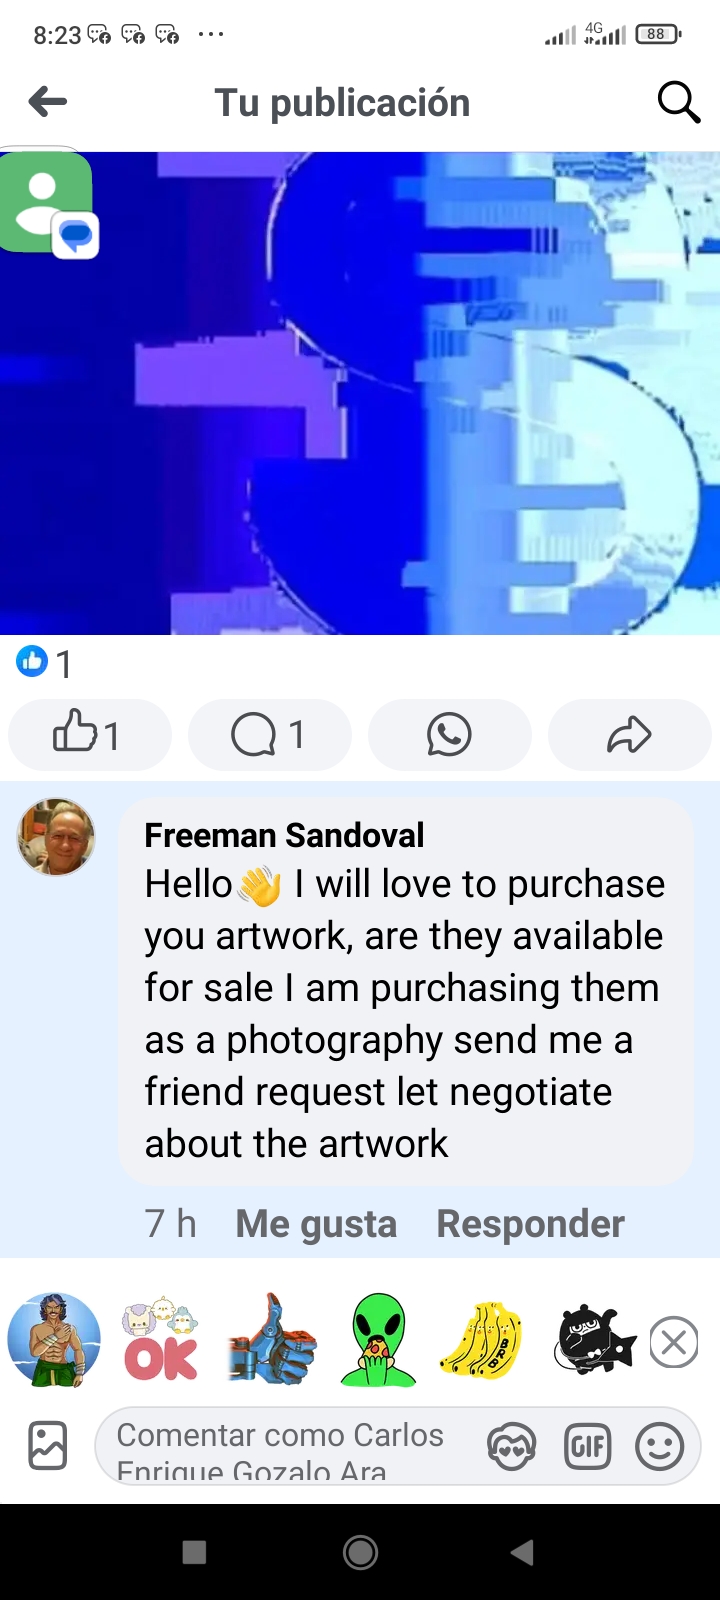 8:23 4G 88
Tu publicación
1
1 1
Freeman Sandoval
Hello👋 I will love to purchase
you artwork, are they available
for sale I am purchasing them
as a photography send me a
friend request let negotiate
about the artwork
7 h Me gusta Responder
OK BRB
Comentar como Carlos GIF
Enrique Gozalo Ara